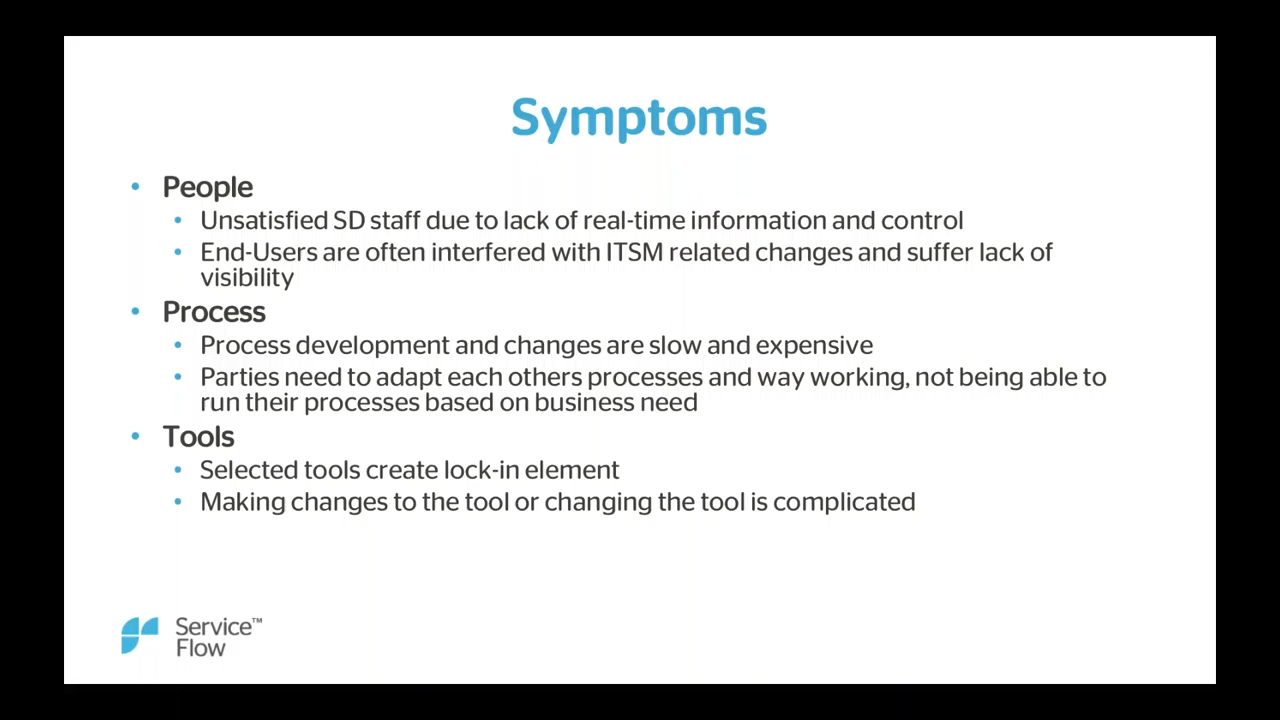 Symptoms
• People
• Unsatisfied SD staff due to lack of real-time information and control
• End-Users are often interfered with ITSM related changes and suffer lack of
visibility
• Process
• Process development and changes are slow and expensive
• Parties need to adapt each others processes and way working, not being able to
run their processes based on business need
• Tools
• Selected tools create lock-in element
• Making changes to the tool or changing the tool is complicated
Service™
Flow